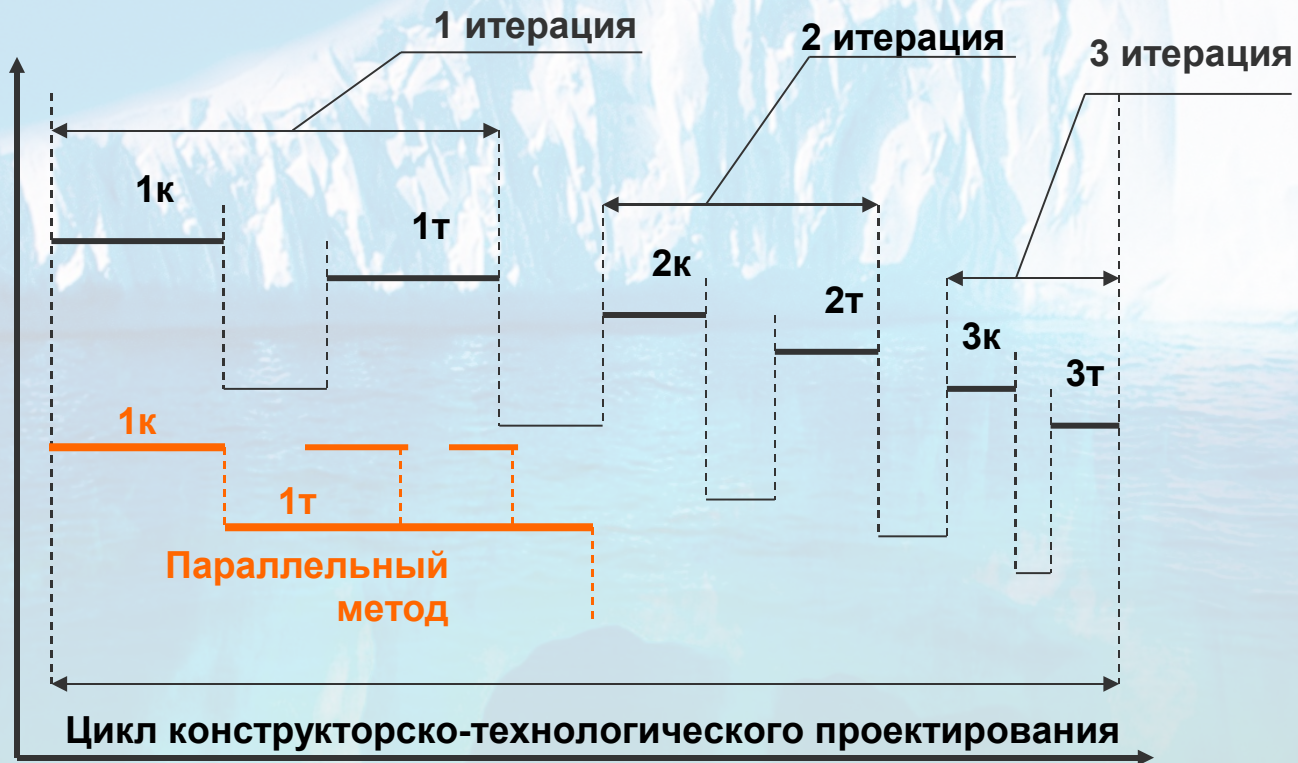 1 итерация
2 итерация
3 итерация
1к
1т
2к
2т
3к
3т
1к
1т
Параллельный
метод
Цикл конструкторско-технологического проектирования